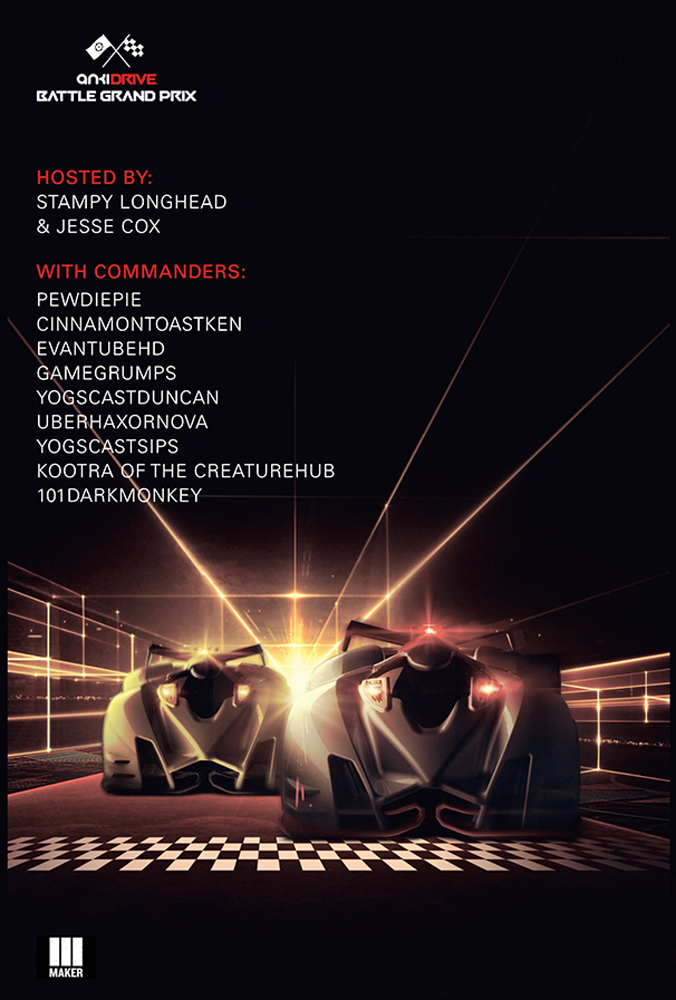 ANKIDRIVE
BATTLE GRAND PRIX
HOSTED BY:
STAMPY LONGHEAD
& JESSE COX
WITH COMMANDERS:
PEWDIEPIE
CINNAMONTOASTKEN
EVANTUBEHD
GAMEGRUMPS
YOGSCASTDUNCAN
UBERHAXORNOVA
YOGSCASTSIPS
KOOTRA OF THE CREATUREHUB
101DARKMONKEY
MAKER